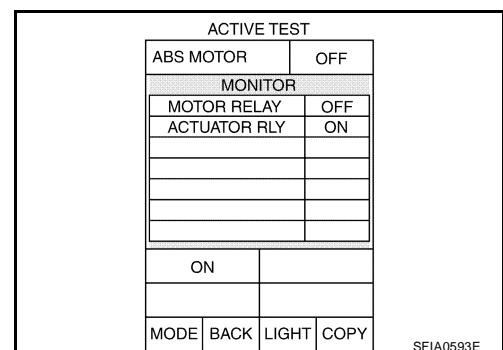 ACTIVE TEST
ABS MOTOR OFF
MONITOR
MOTOR RELAY OFF
ACTUATOR RLY ON
ON
MODE BACK LIGHT COPY
SFIA0593E